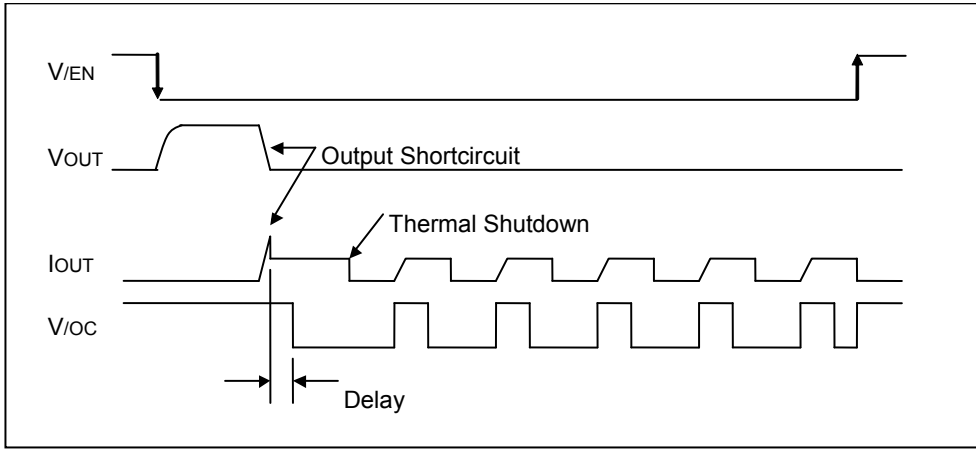 V/EN
VOUT
Output Shortcircuit
Thermal Shutdown
IOUT
V/OC
Delay